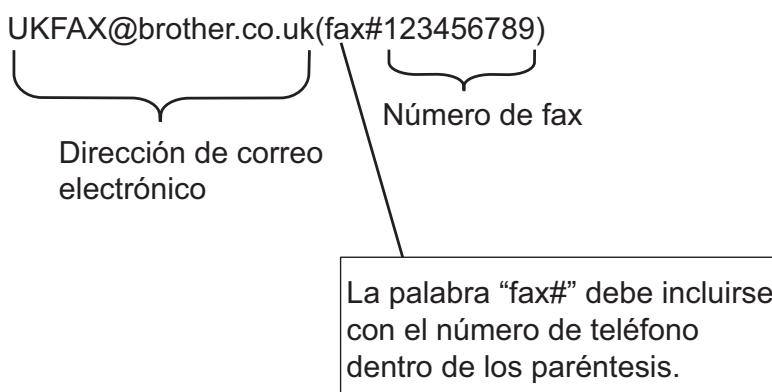 UKFAX@brother.co.uk(fax#123456789)
Número de fax
Dirección de correo
electrónico
La palabra “fax#” debe incluirse
con el número de teléfono
dentro de los paréntesis.